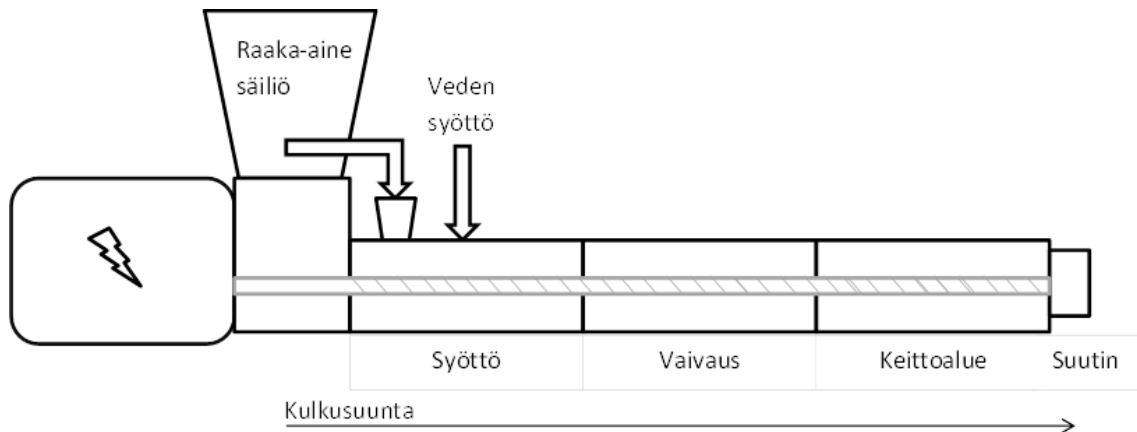 Raaka-aine
säiliö
Veden
syöttö
Syöttö
Vaivaus
Keittoalue
Suutin
Kulkusuunta